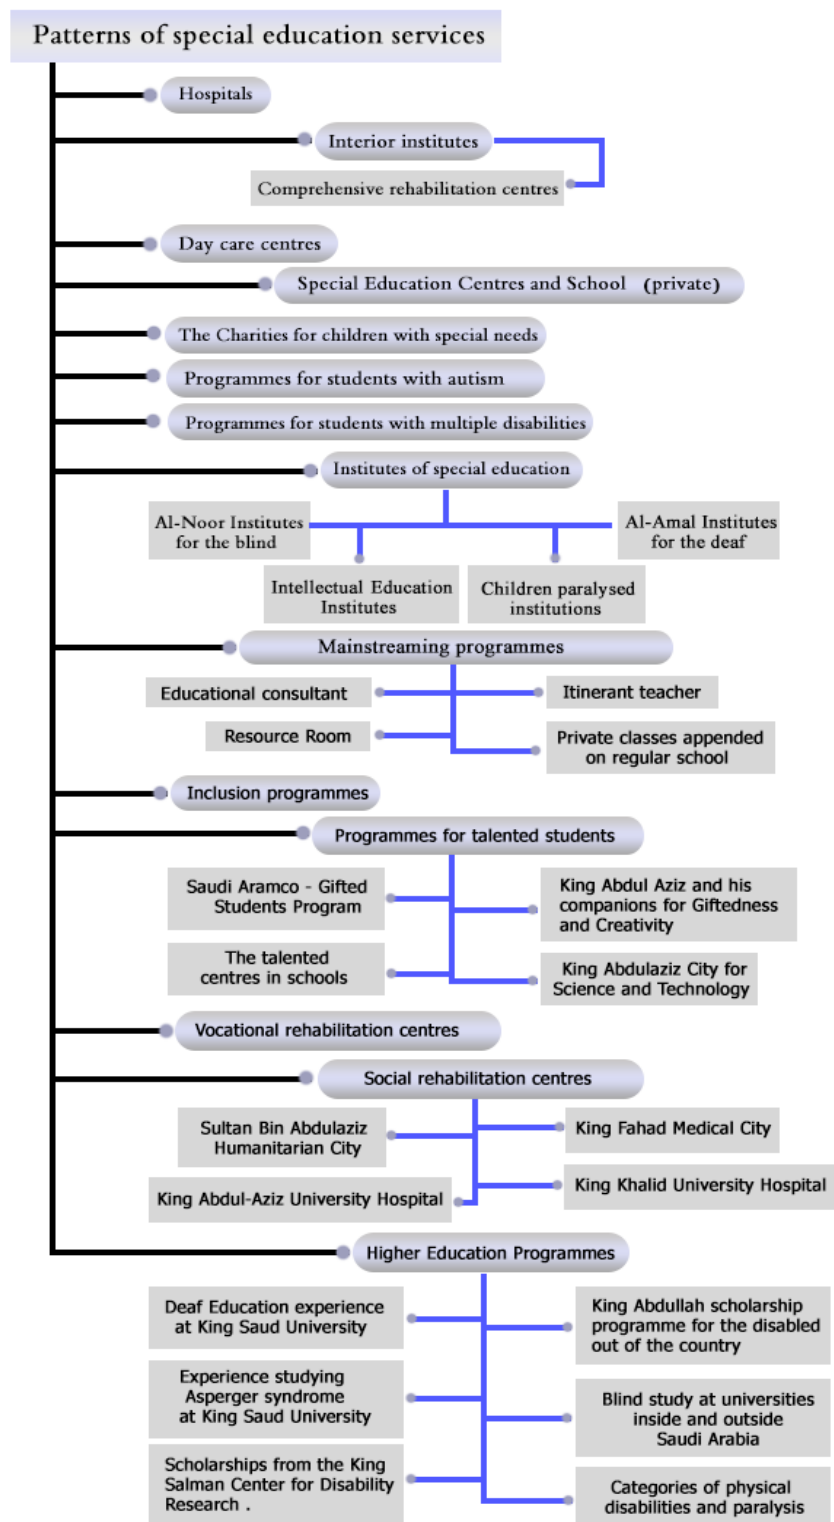 Patterns of special education services
Hospitals
Interior institutes
Comprehensive rehabilitation centres
Day care centres
Special Education Centres and School (private)
The Charities for children with special needs
Programmes for students with autism
Programmes for students with multiple disabilities
Institutes of special education
Al-Noor Institutes
for the blind
Al-Amal Institutes
for the deaf
Intellectual Education
Institutes
Children paralysed
institutions
Mainstreaming programmes
Educational consultant
Itinerant teacher
Resource Room
Private classes appended
on regular school
Inclusion programmes
Programmes for talented students
Saudi Aramco - Gifted
Students Program
King Abdul Aziz and his
companions for Giftedness
and Creativity
The talented
centres in schools
King Abdulaziz City for
Science and Technology
Vocational rehabilitation centres
Social rehabilitation centres
Sultan Bin Abdulaziz
Humanitarian City
King Fahad Medical City
King Abdul-Aziz University Hospital
King Khalid University Hospital
Higher Education Programmes
Deaf Education experience
at King Saud University
King Abdullah scholarship
programme for the disabled
out of the country
Experience studying
Asperger syndrome
at King Saud University
Blind study at universities
inside and outside
Saudi Arabia
Scholarships from the King
Salman Center for Disability
Research .
Categories of physical
disabilities and paralysis